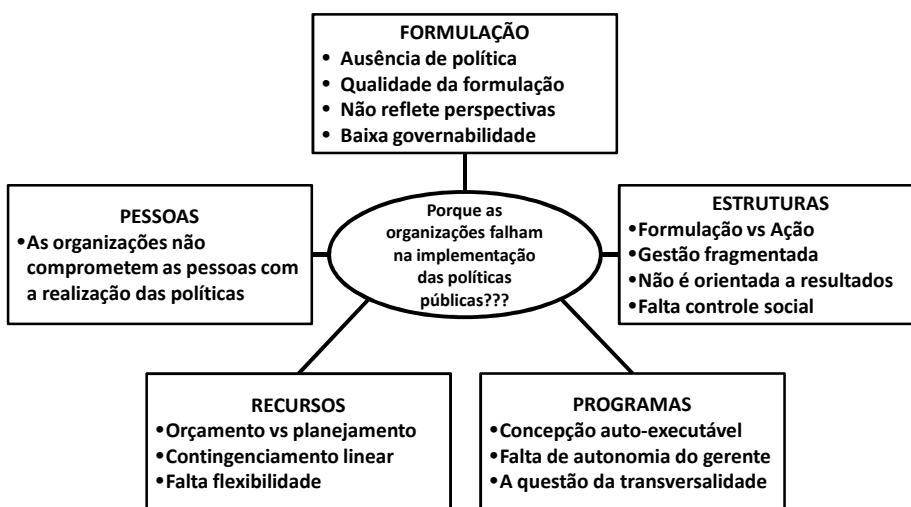 FORMULAÇÃO
• Ausência de política
• Qualidade da formulação
• Não reflete perspectivas
• Baixa governabilidade
PESSOAS
•As organizações não
comprometem as pessoas com
a realização das políticas
Porque as
organizações falham
na implementação
das políticas
públicas???
ESTRUTURAS
•Formulação vs Ação
•Gestão fragmentada
•Não é orientada a resultados
•Falta controle social
RECURSOS
•Orçamento vs planejamento
•Contingenciamento linear
•Falta flexibilidade
PROGRAMAS
•Concepção auto-executável
•Falta de autonomia do gerente
•A questão da transversalidade